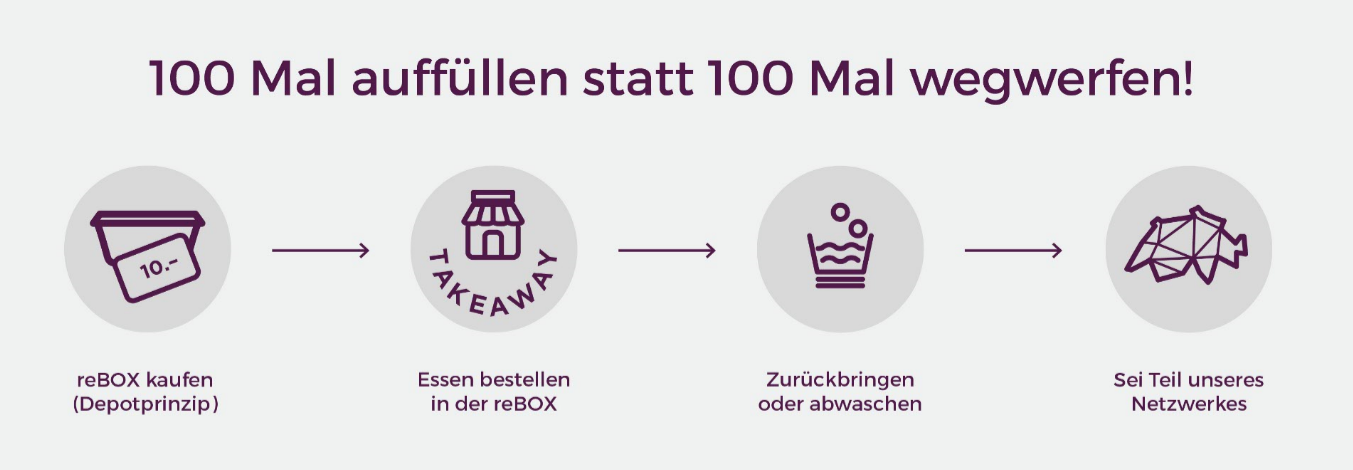 100 Mal auffüllen statt 100 Mal wegwerfen!
10.-
TAKEAWAY
reBOX kaufen
(Depotprinzip)
Essen bestellen
in der reBOX
Zurückbringen
oder abwaschen
Sei Teil unseres
Netzwerkes